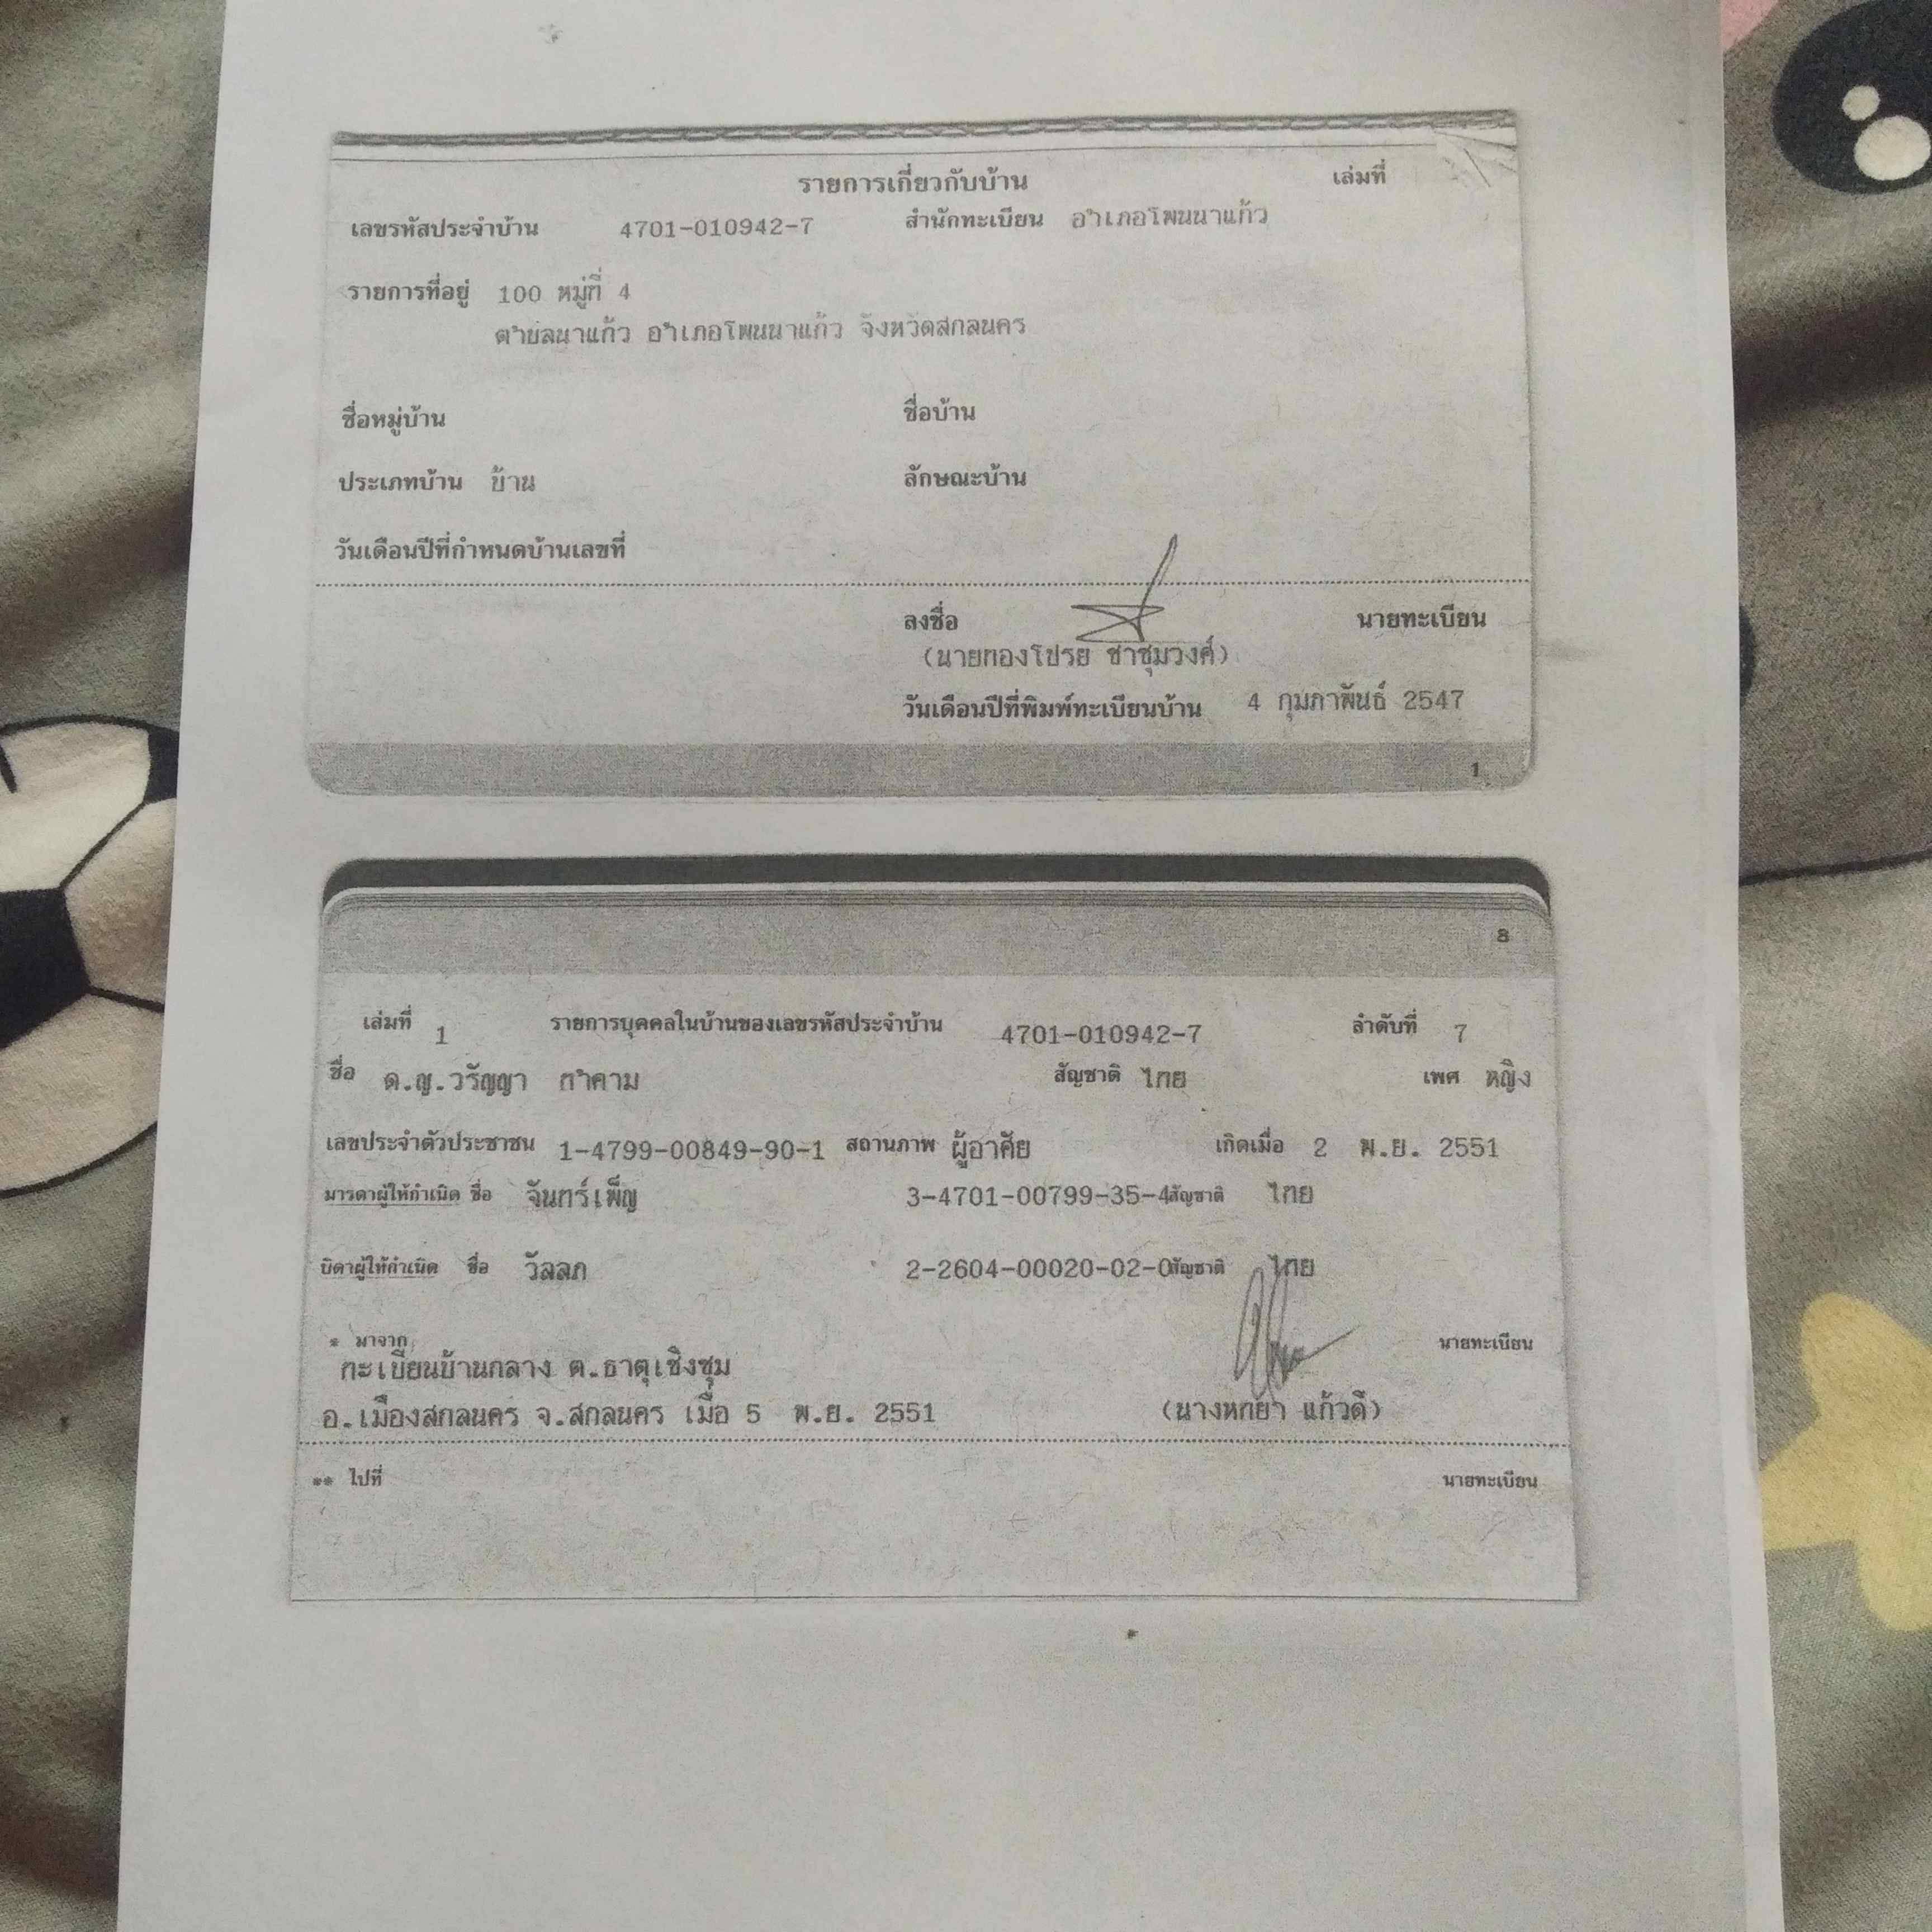 รายการเกี่ยวกับบ้าน เล่มที่
เลขรหัสประจำบ้าน 4701-010942-7 สำนักทะเบียน อำเภอโพนนาแก้ว
รายการที่อยู่ 100 หมู่ที่ 4
ตำบลนาแก้ว อำเภอโพนนาแก้ว จังหวัดสกลนคร
ชื่อหมู่บ้าน ชื่อบ้าน
ประเภทบ้าน บ้าน ลักษณะบ้าน
วันเดือนปีที่กำหนดบ้านเลขที่
ลงชื่อ นายทะเบียน
(นายทองโปรย ชาชุมวงศ์)
วันเดือนปีที่พิมพ์ทะเบียนบ้าน 4 กุมภาพันธ์ 2547
1
8
เล่มที่ 1 รายการบุคคลในบ้านของเลขรหัสประจำบ้าน 4701-010942-7 ลำดับที่ 7
ชื่อ ด.ญ.วรัญญา ทำคาม สัญชาติ ไทย เพศ หญิง
เลขประจำตัวประชาชน 1-4799-00849-90-1 สถานภาพ ผู้อาศัย เกิดเมื่อ 2 พ.ย. 2551
มารดาผู้ให้กำเนิด ชื่อ จันทร์เพ็ญ 3-4701-00799-35-4 สัญชาติ ไทย
บิดาผู้ให้กำเนิด ชื่อ วัลลภ 2-2604-00020-02-0 สัญชาติ ไทย
* มาจาก นายทะเบียน
ทะเบียนบ้านกลาง ต.ธาตุเชิงชุม
อ.เมืองสกลนคร จ.สกลนคร เมื่อ 5 พ.ย. 2551 (นางหทยา แก้วดี)
** ไปที่ นายทะเบียน